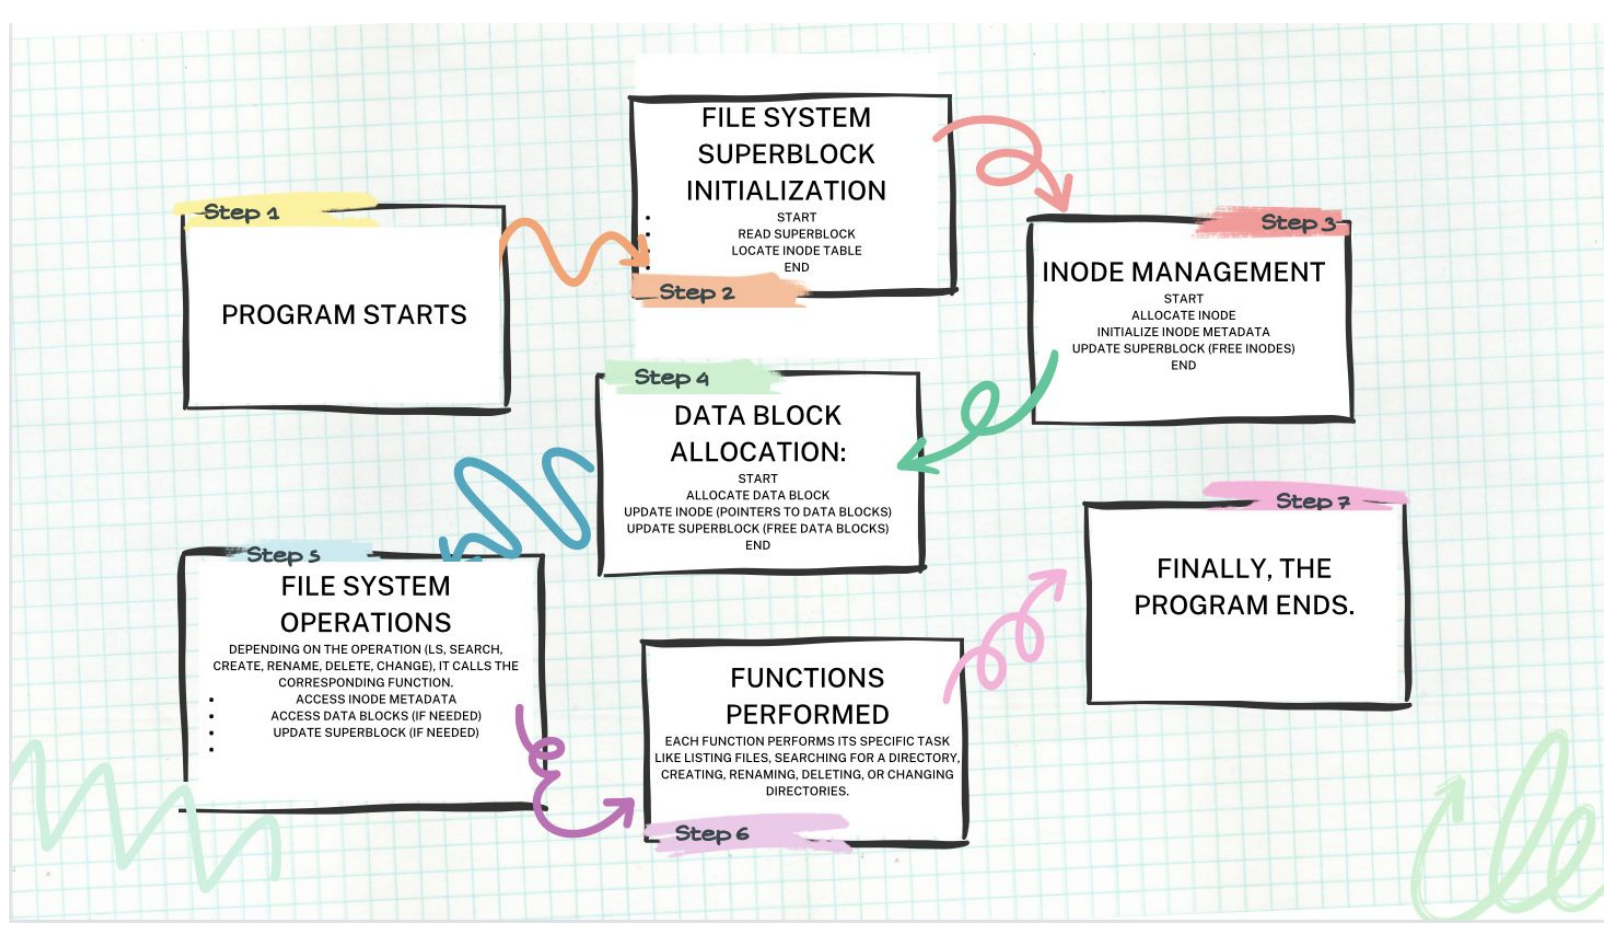 Step 1
PROGRAM STARTS
FILE SYSTEM
SUPERBLOCK
INITIALIZATION
START
READ SUPERBLOCK
LOCATE INODE TABLE
END
Step 2
Step 3
INODE MANAGEMENT
START
ALLOCATE INODE
INITIALIZE INODE METADATA
UPDATE SUPERBLOCK (FREE INODES)
END
Step 4
DATA BLOCK
ALLOCATION:
START
ALLOCATE DATA BLOCK
UPDATE INODE (POINTERS TO DATA BLOCKS)
UPDATE SUPERBLOCK (FREE DATA BLOCKS)
END
Step 5
FILE SYSTEM
OPERATIONS
DEPENDING ON THE OPERATION (LS, SEARCH,
CREATE, RENAME, DELETE, CHANGE), IT CALLS THE
CORRESPONDING FUNCTION.
ACCESS INODE METADATA
ACCESS DATA BLOCKS (IF NEEDED)
UPDATE SUPERBLOCK (IF NEEDED)
FUNCTIONS
PERFORMED
EACH FUNCTION PERFORMS ITS SPECIFIC TASK
LIKE LISTING FILES, SEARCHING FOR A DIRECTORY,
CREATING, RENAMING, DELETING, OR CHANGING
DIRECTORIES.
Step 6
Step 7
FINALLY, THE
PROGRAM ENDS.